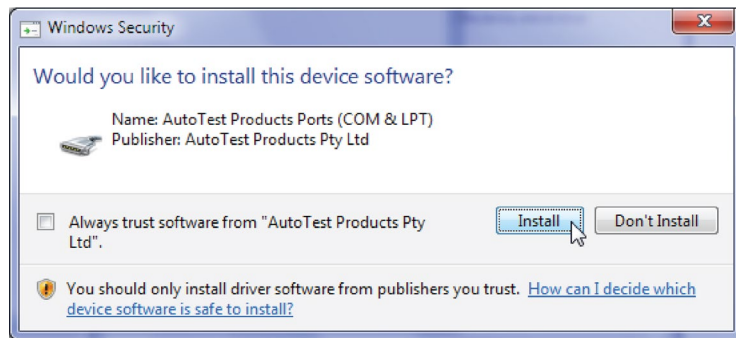 Windows Security
Would you like to install this device software?
Name: AutoTest Products Ports (COM & LPT)
Publisher: AutoTest Products Pty Ltd
Always trust software from "AutoTest Products Pty
Ltd".
Install
Don't Install
You should only install driver software from publishers you trust. How can I decide which
device software is safe to install?